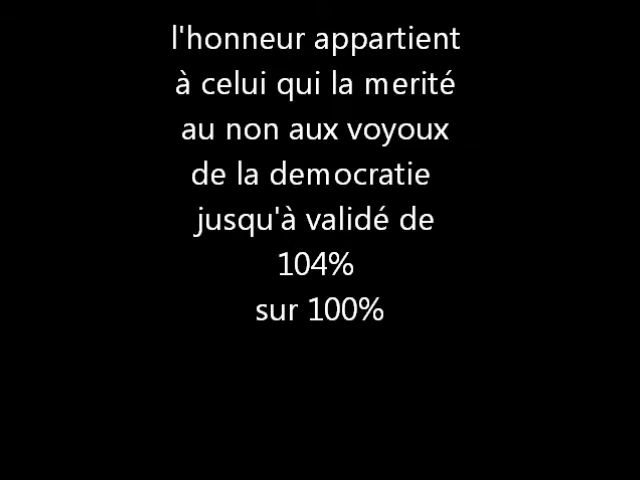 l'honneur appartient
à celui qui la merité
au non aux voyoux
de la democratie
jusqu'à validé de
104%
sur 100%